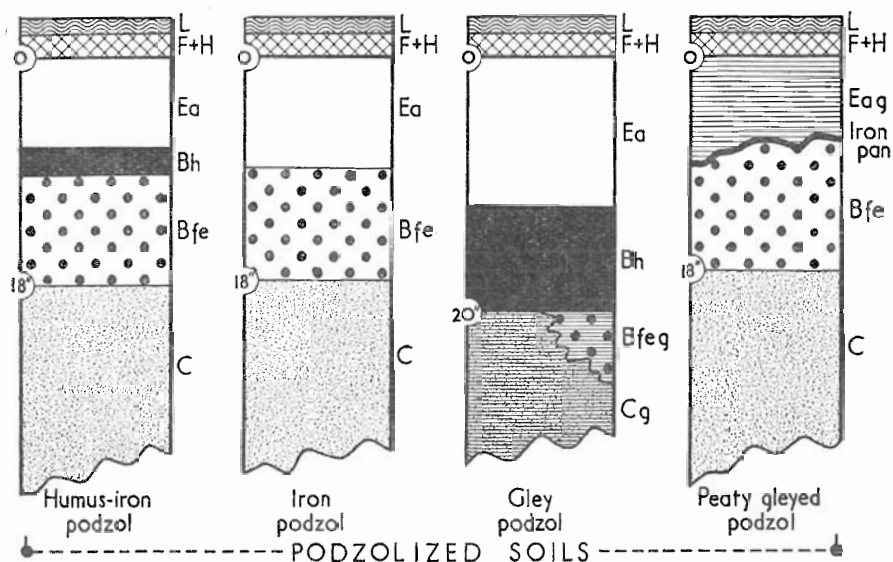 L
F+H
O
Ea
Bh
Bfe
18"
C
Humus-iron
podzol
L
F+H
O
Ea
Bfe
18"
C
Iron
podzol
L
F+H
O
Ea
Bh
20"
Bfeg
Cg
Gley
podzol
L
F+H
O
Eag
Iron
pan
Bfe
18"
C
Peaty gleyed
podzol
PODZOLIZED SOILS